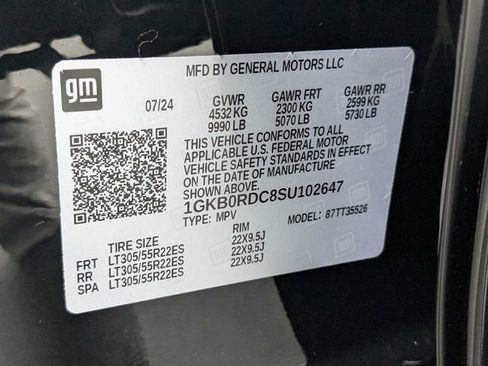 gm
MFD BY GENERAL MOTORS LLC
07/24 GVWR GAWR FRT GAWR RR
4532 KG 2300 KG 2599 KG
9990 LB 5070 LB 5730 LB
THIS VEHICLE CONFORMS TO ALL
APPLICABLE U.S. FEDERAL MOTOR
VEHICLE SAFETY STANDARDS IN EFFECT
ON THE DATE OF MANUFACTURE
SHOWN ABOVE
1GKB0RDC8SU102647
TYPE: MPV MODEL: 87TT35526
TIRE SIZE RIM
FRT LT305/55R22ES 22X9.5J
RR LT305/55R22ES 22X9.5J
SPA LT305/55R22ES 22X9.5J